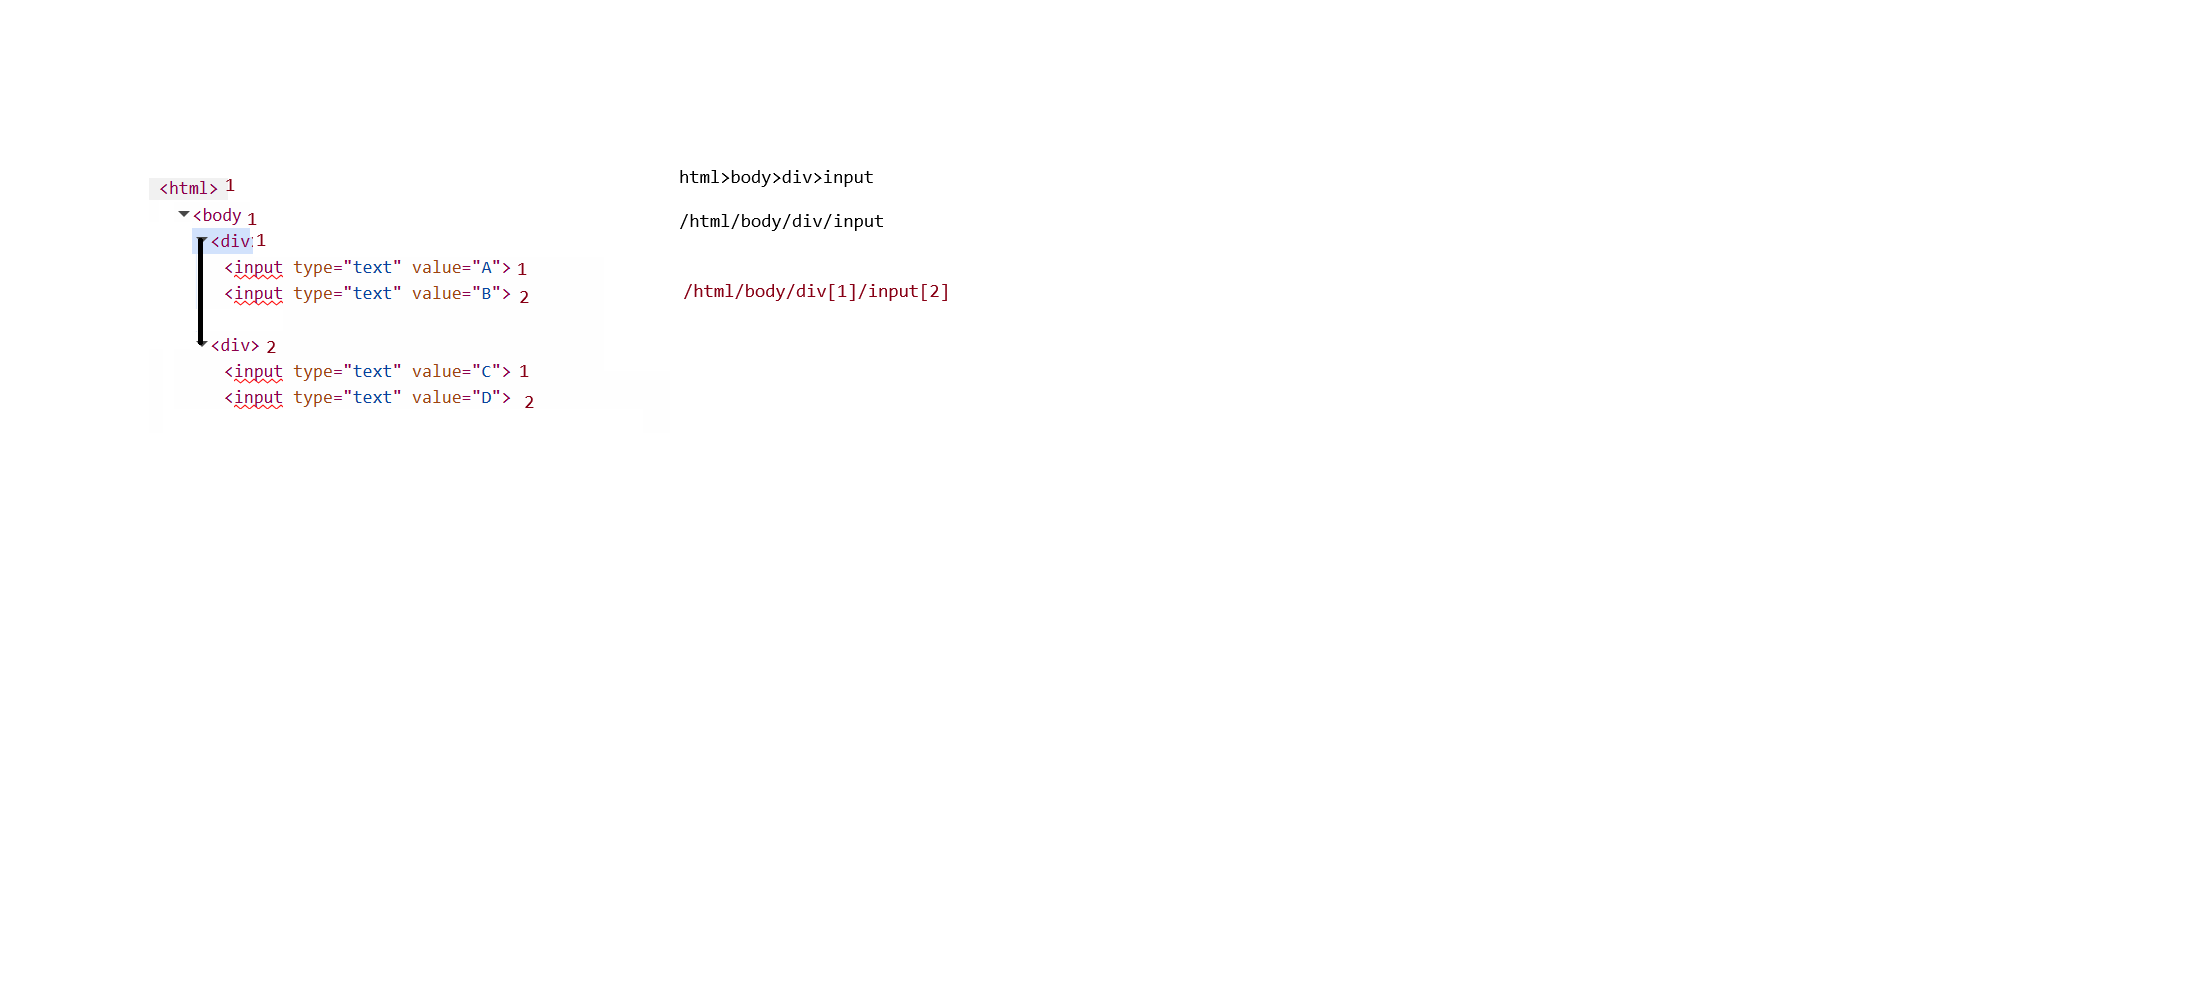 <html> 1
<body 1
<div 1
<input type="text" value="A"> 1
<input type="text" value="B"> 2
<div> 2
<input type="text" value="C"> 1
<input type="text" value="D"> 2
html>body>div>input
/html/body/div/input
/html/body/div[1]/input[2]